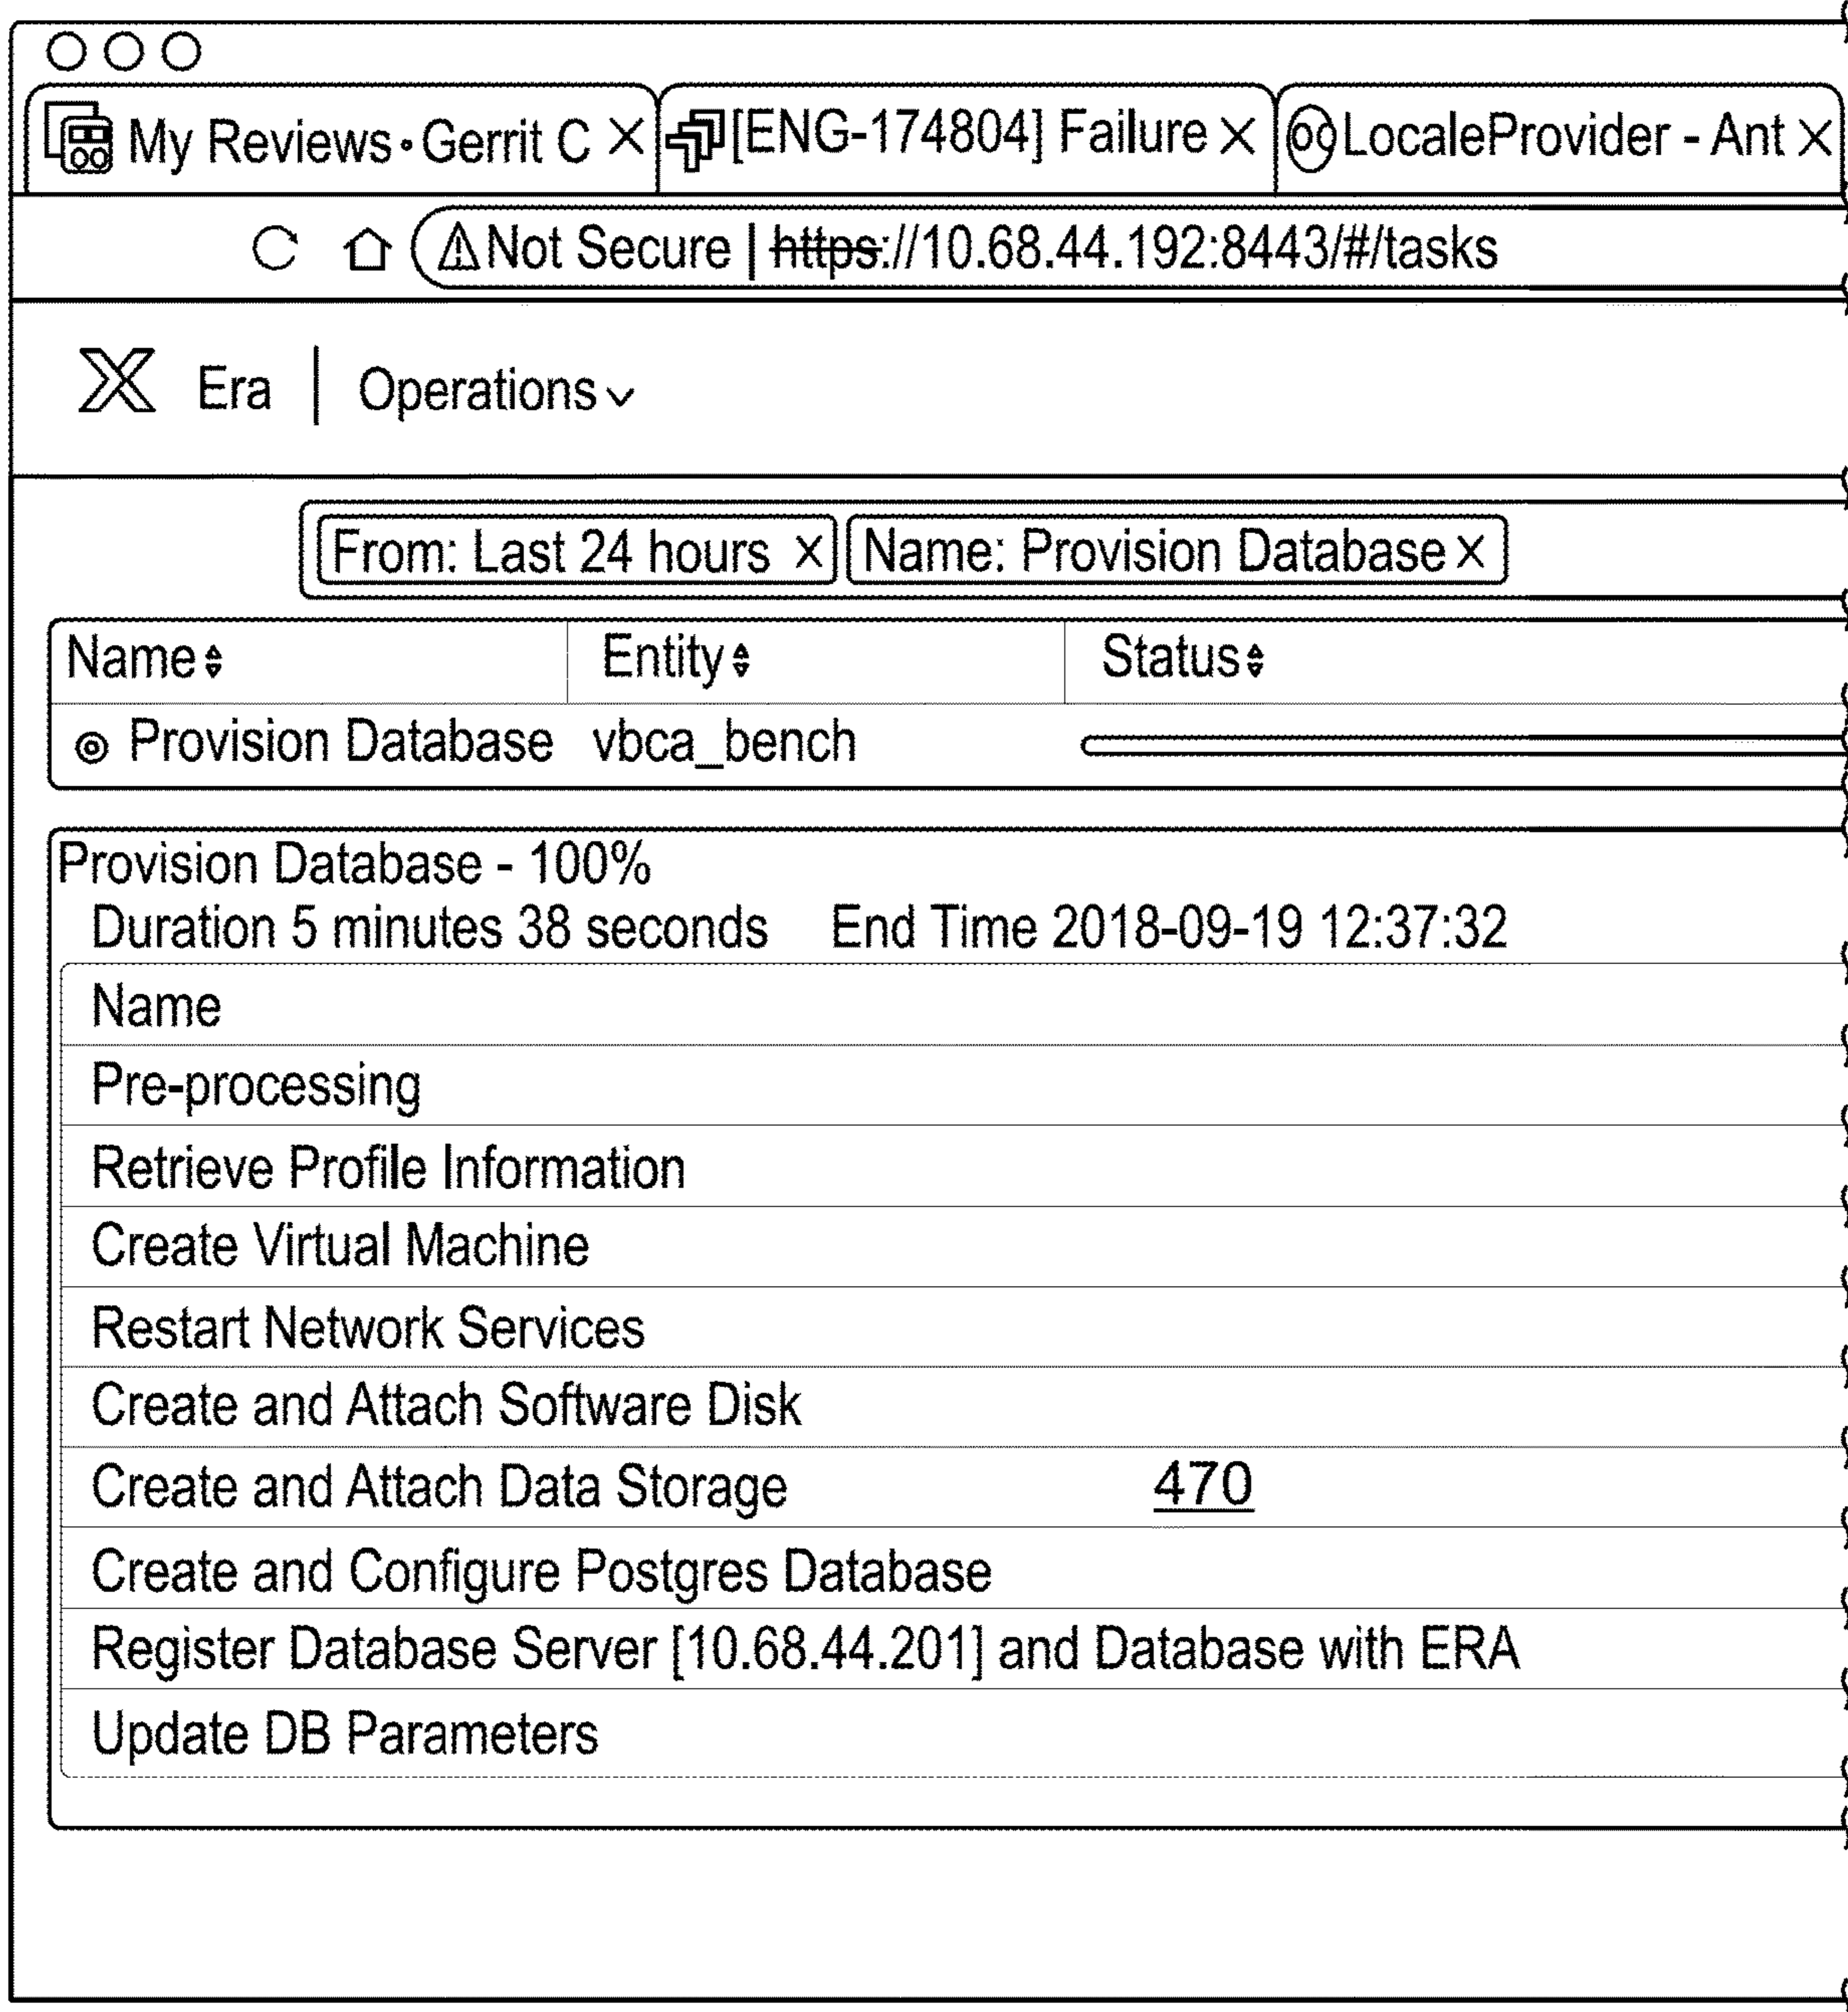 My Reviews • Gerrit C × [ENG-174804] Failure × LocaleProvider - Ant ×
Not Secure | https://10.68.44.192:8443/#/tasks
X Era | Operations
From: Last 24 hours × Name: Provision Database ×
Name Entity Status
Provision Database vbca_bench
Provision Database - 100%
Duration 5 minutes 38 seconds End Time 2018-09-19 12:37:32
Name
Pre-processing
Retrieve Profile Information
Create Virtual Machine
Restart Network Services
Create and Attach Software Disk
Create and Attach Data Storage 470
Create and Configure Postgres Database
Register Database Server [10.68.44.201] and Database with ERA
Update DB Parameters